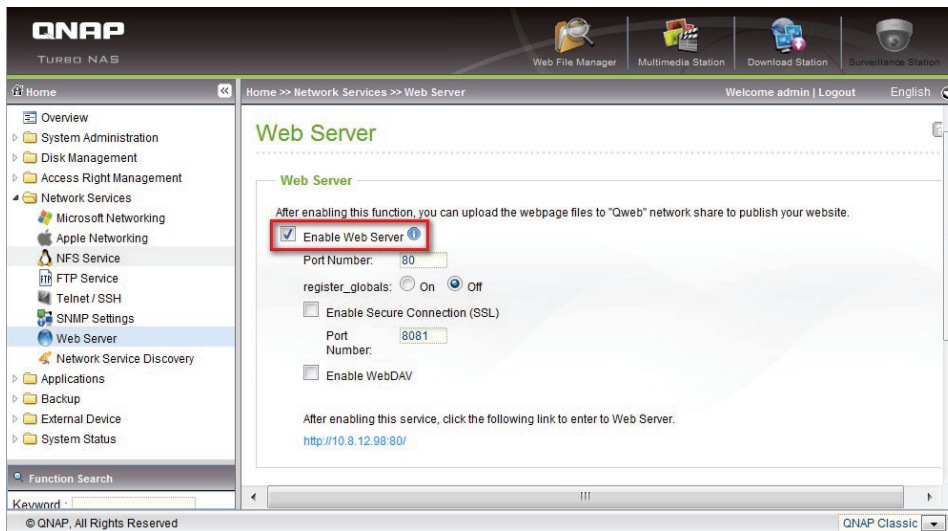 QNAP
TURBO NAS
Web File Manager
Multimedia Station
Download Station
Surveillance Station
Home
Home >> Network Services >> Web Server
Welcome admin | Logout
English
Overview
System Administration
Disk Management
Access Right Management
Network Services
Microsoft Networking
Apple Networking
NFS Service
FTP Service
Telnet / SSH
SNMP Settings
Web Server
Network Service Discovery
Applications
Backup
External Device
System Status
Function Search
Keyword :
Web Server
Web Server
After enabling this function, you can upload the webpage files to "Qweb" network share to publish your website.
Enable Web Server
Port Number: 80
register_globals: On Off
Enable Secure Connection (SSL)
Port Number: 8081
Enable WebDAV
After enabling this service, click the following link to enter to Web Server.
http://10.8.12.98:80/
© QNAP, All Rights Reserved
QNAP Classic